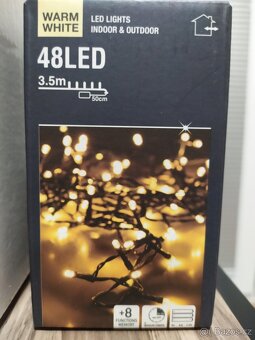 WARM
WHITE
LED LIGHTS
INDOOR & OUTDOOR
48LED
3.5m
50cm
+8
FUNCTIONS
MEMORY